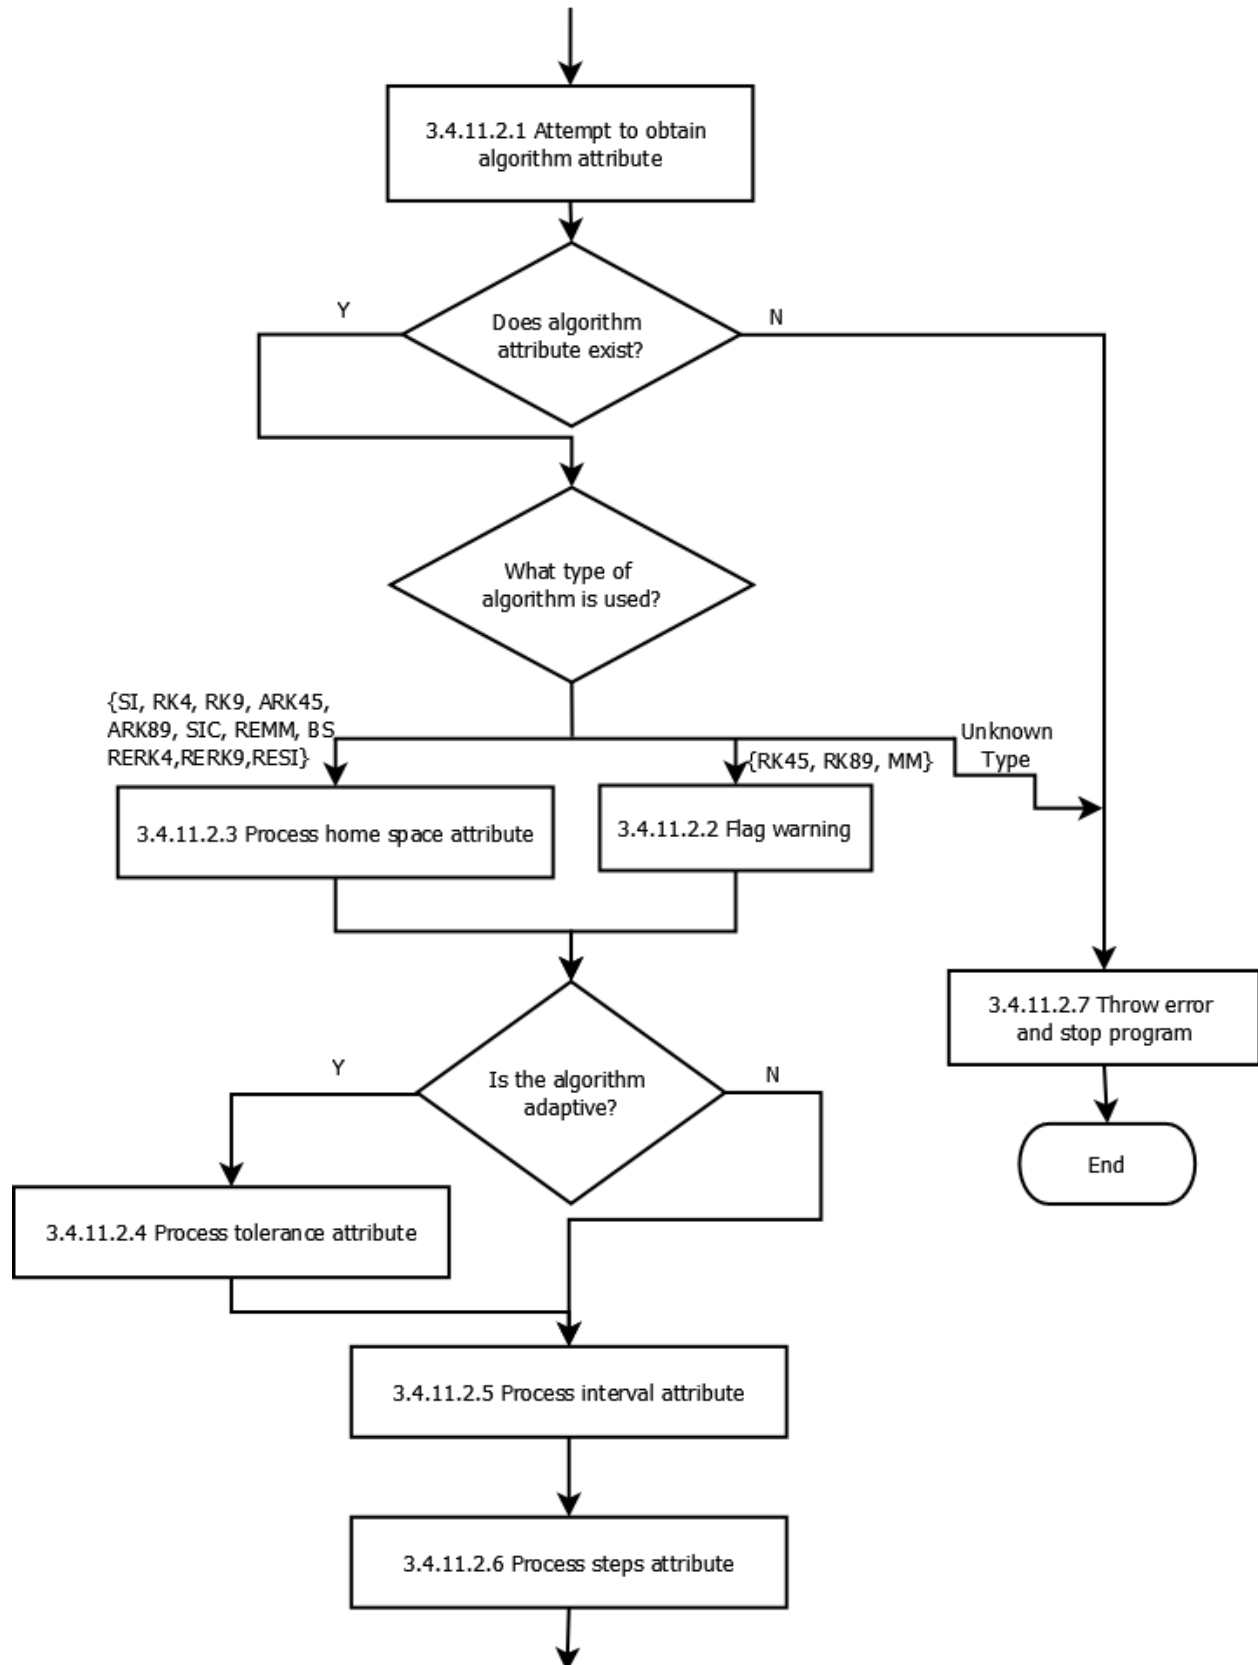 3.4.11.2.1 Attempt to obtain
algorithm attribute
Y
N
Does algorithm
attribute exist?
What type of
algorithm is used?
{SI, RK4, RK9, ARK45,
ARK89, SIC, REMM, BS
RERK4,RERK9,RESI}
{RK45, RK89, MM}
Unknown
Type
3.4.11.2.3 Process home space attribute
3.4.11.2.2 Flag warning
3.4.11.2.7 Throw error
and stop program
Y
N
Is the algorithm
adaptive?
End
3.4.11.2.4 Process tolerance attribute
3.4.11.2.5 Process interval attribute
3.4.11.2.6 Process steps attribute